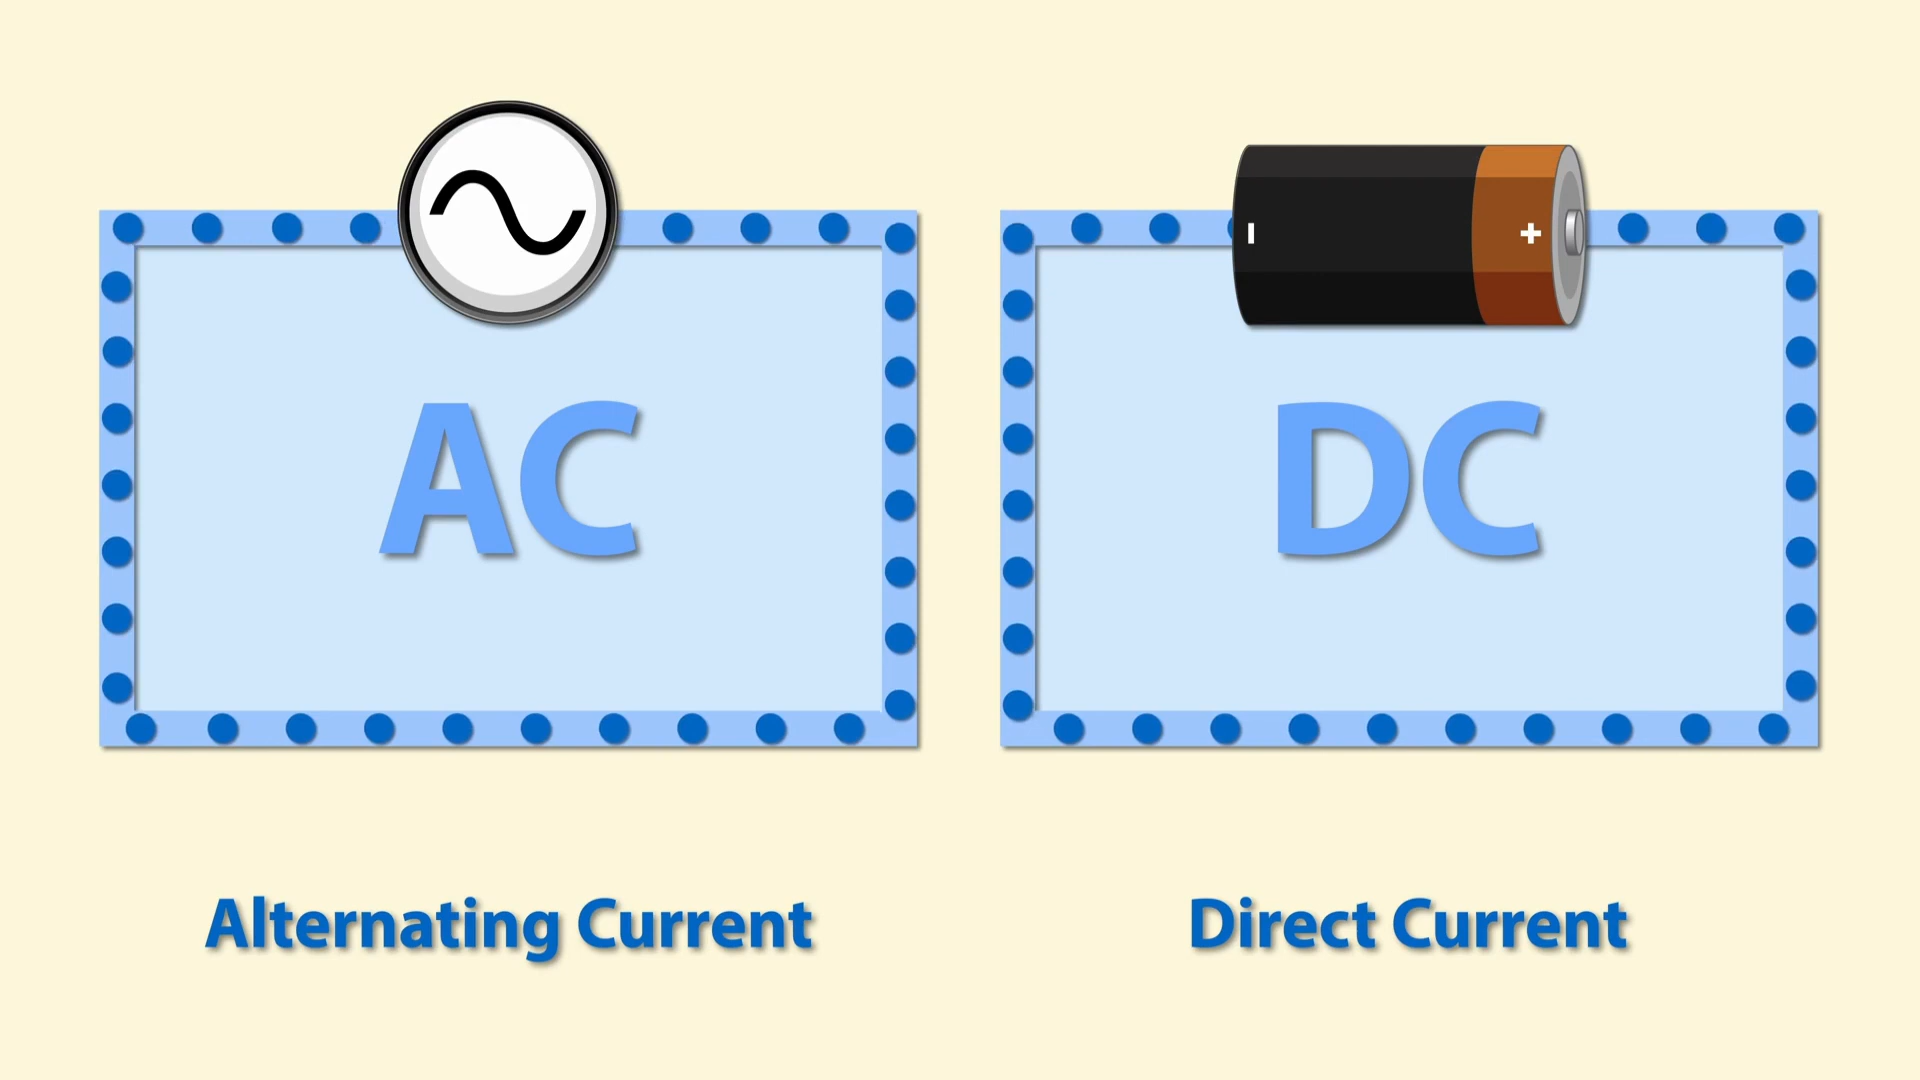 - +
AC
DC
Alternating Current
Direct Current